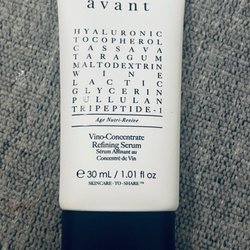 avant
HYALURONIC
TOCOPHEROL
CASSAVA
TARAGUM
MALTODEXTRIN
WINE
LACTIC
GLYCERIN
PULLULAN
TRIPEPTIDE-1
Age Nutri-Revive
Vino-Concentrate
Refining Serum
Sérum Affinant au
Concentré de Vin
℮ 30 mL / 1.01 fl oz
SKINCARE-TO-SHARE™